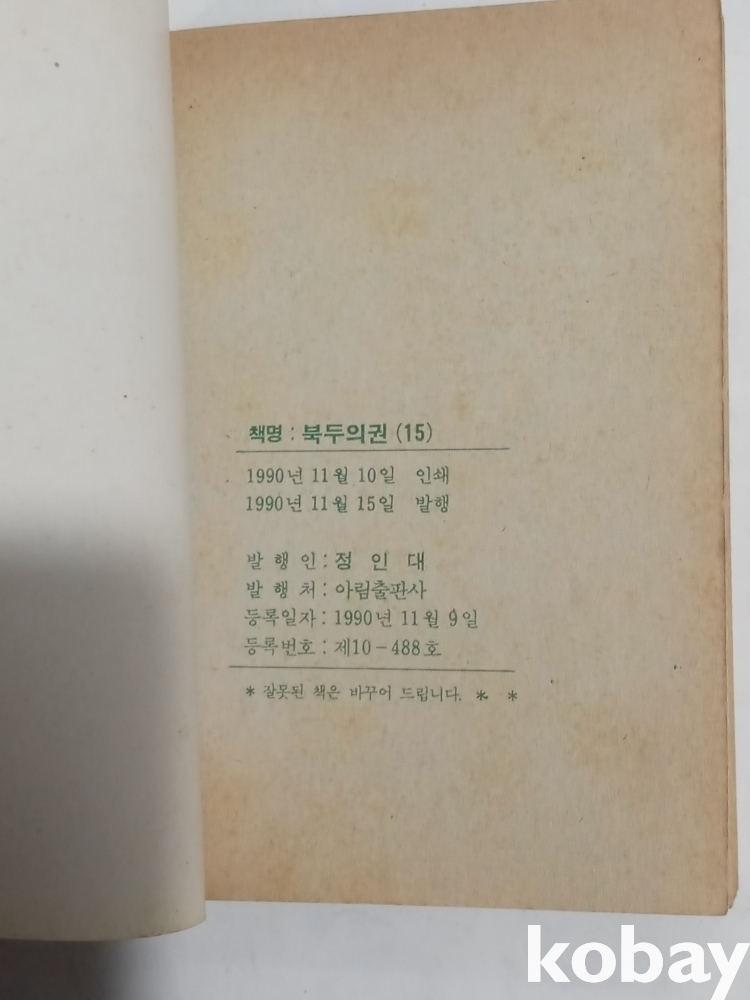 책명 : 북두의권 (15)
1990년 11월 10일 인쇄
1990년 11월 15일 발행
발 행 인 : 정 인 대
발 행 처 : 아림출판사
등록일자 : 1990년 11월 9일
등록번호 : 제10-488호
* 잘못된 책은 바꾸어 드립니다. * *
kobay